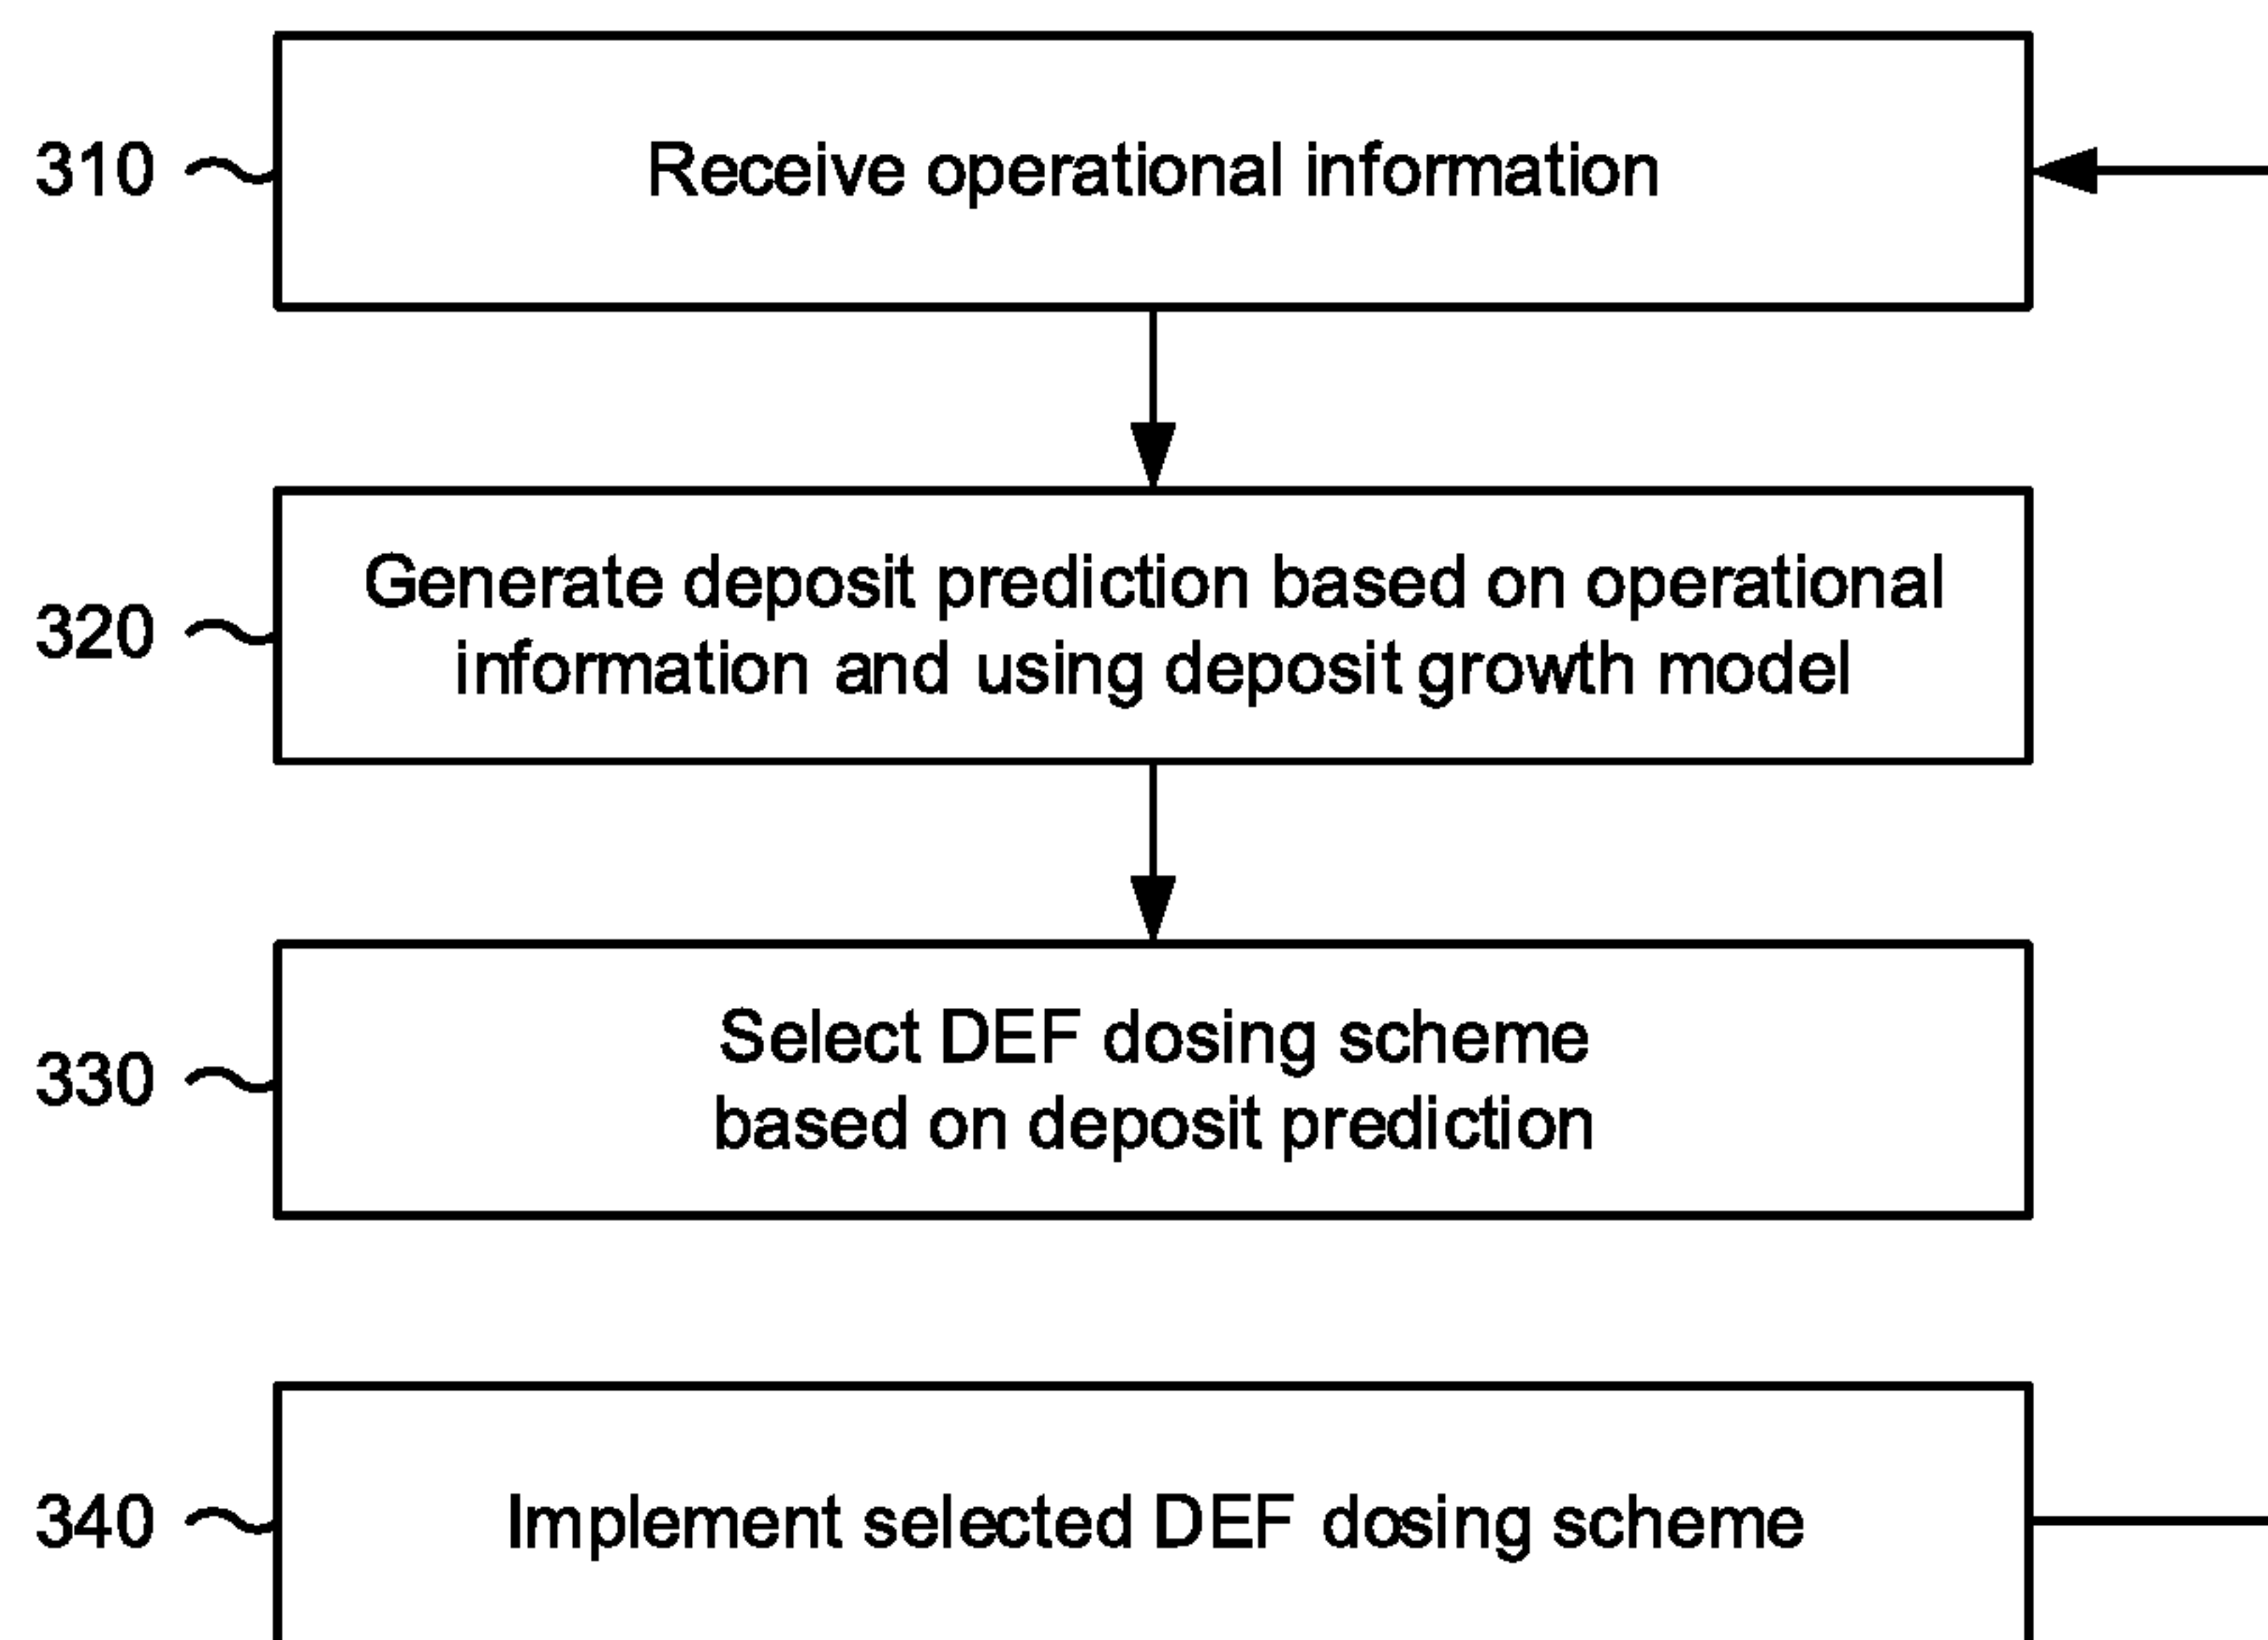 310
Receive operational information
320
Generate deposit prediction based on operational
information and using deposit growth model
330
Select DEF dosing scheme
based on deposit prediction
340
Implement selected DEF dosing scheme